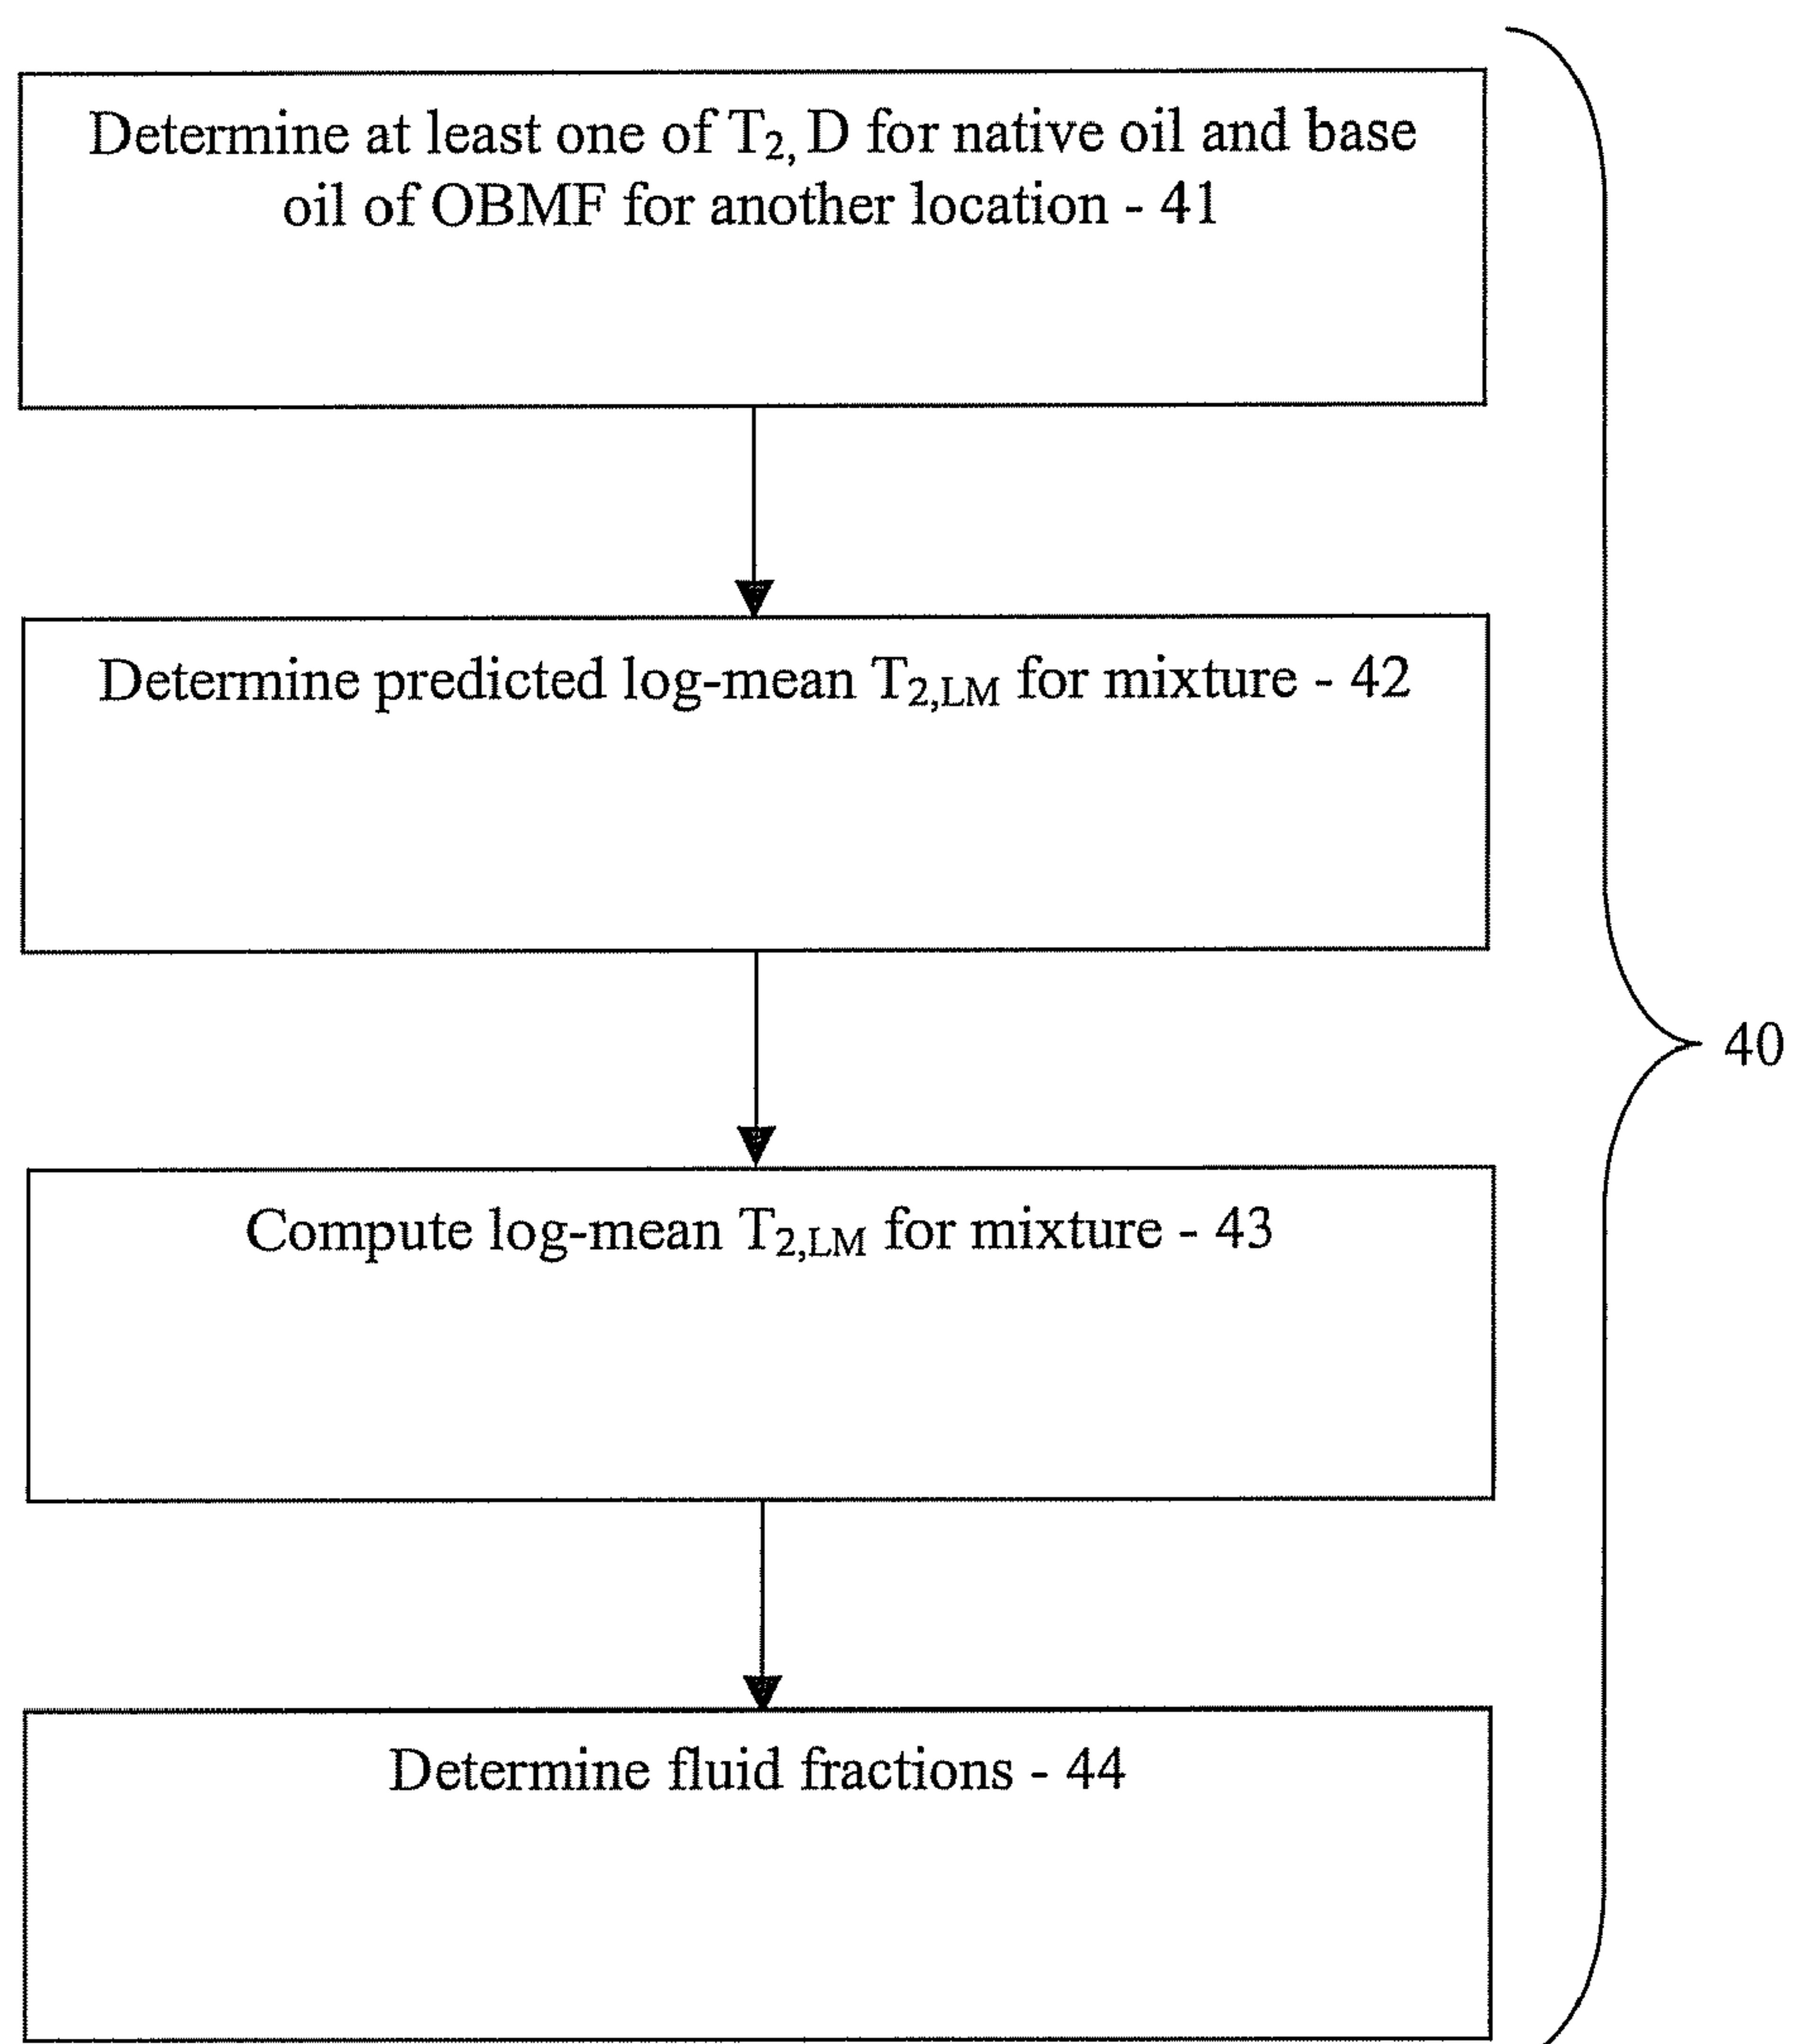 Determine at least one of T₂, D for native oil and base
oil of OBMF for another location - 41
Determine predicted log-mean T₂,LM for mixture - 42
40
Compute log-mean T₂,LM for mixture - 43
Determine fluid fractions - 44